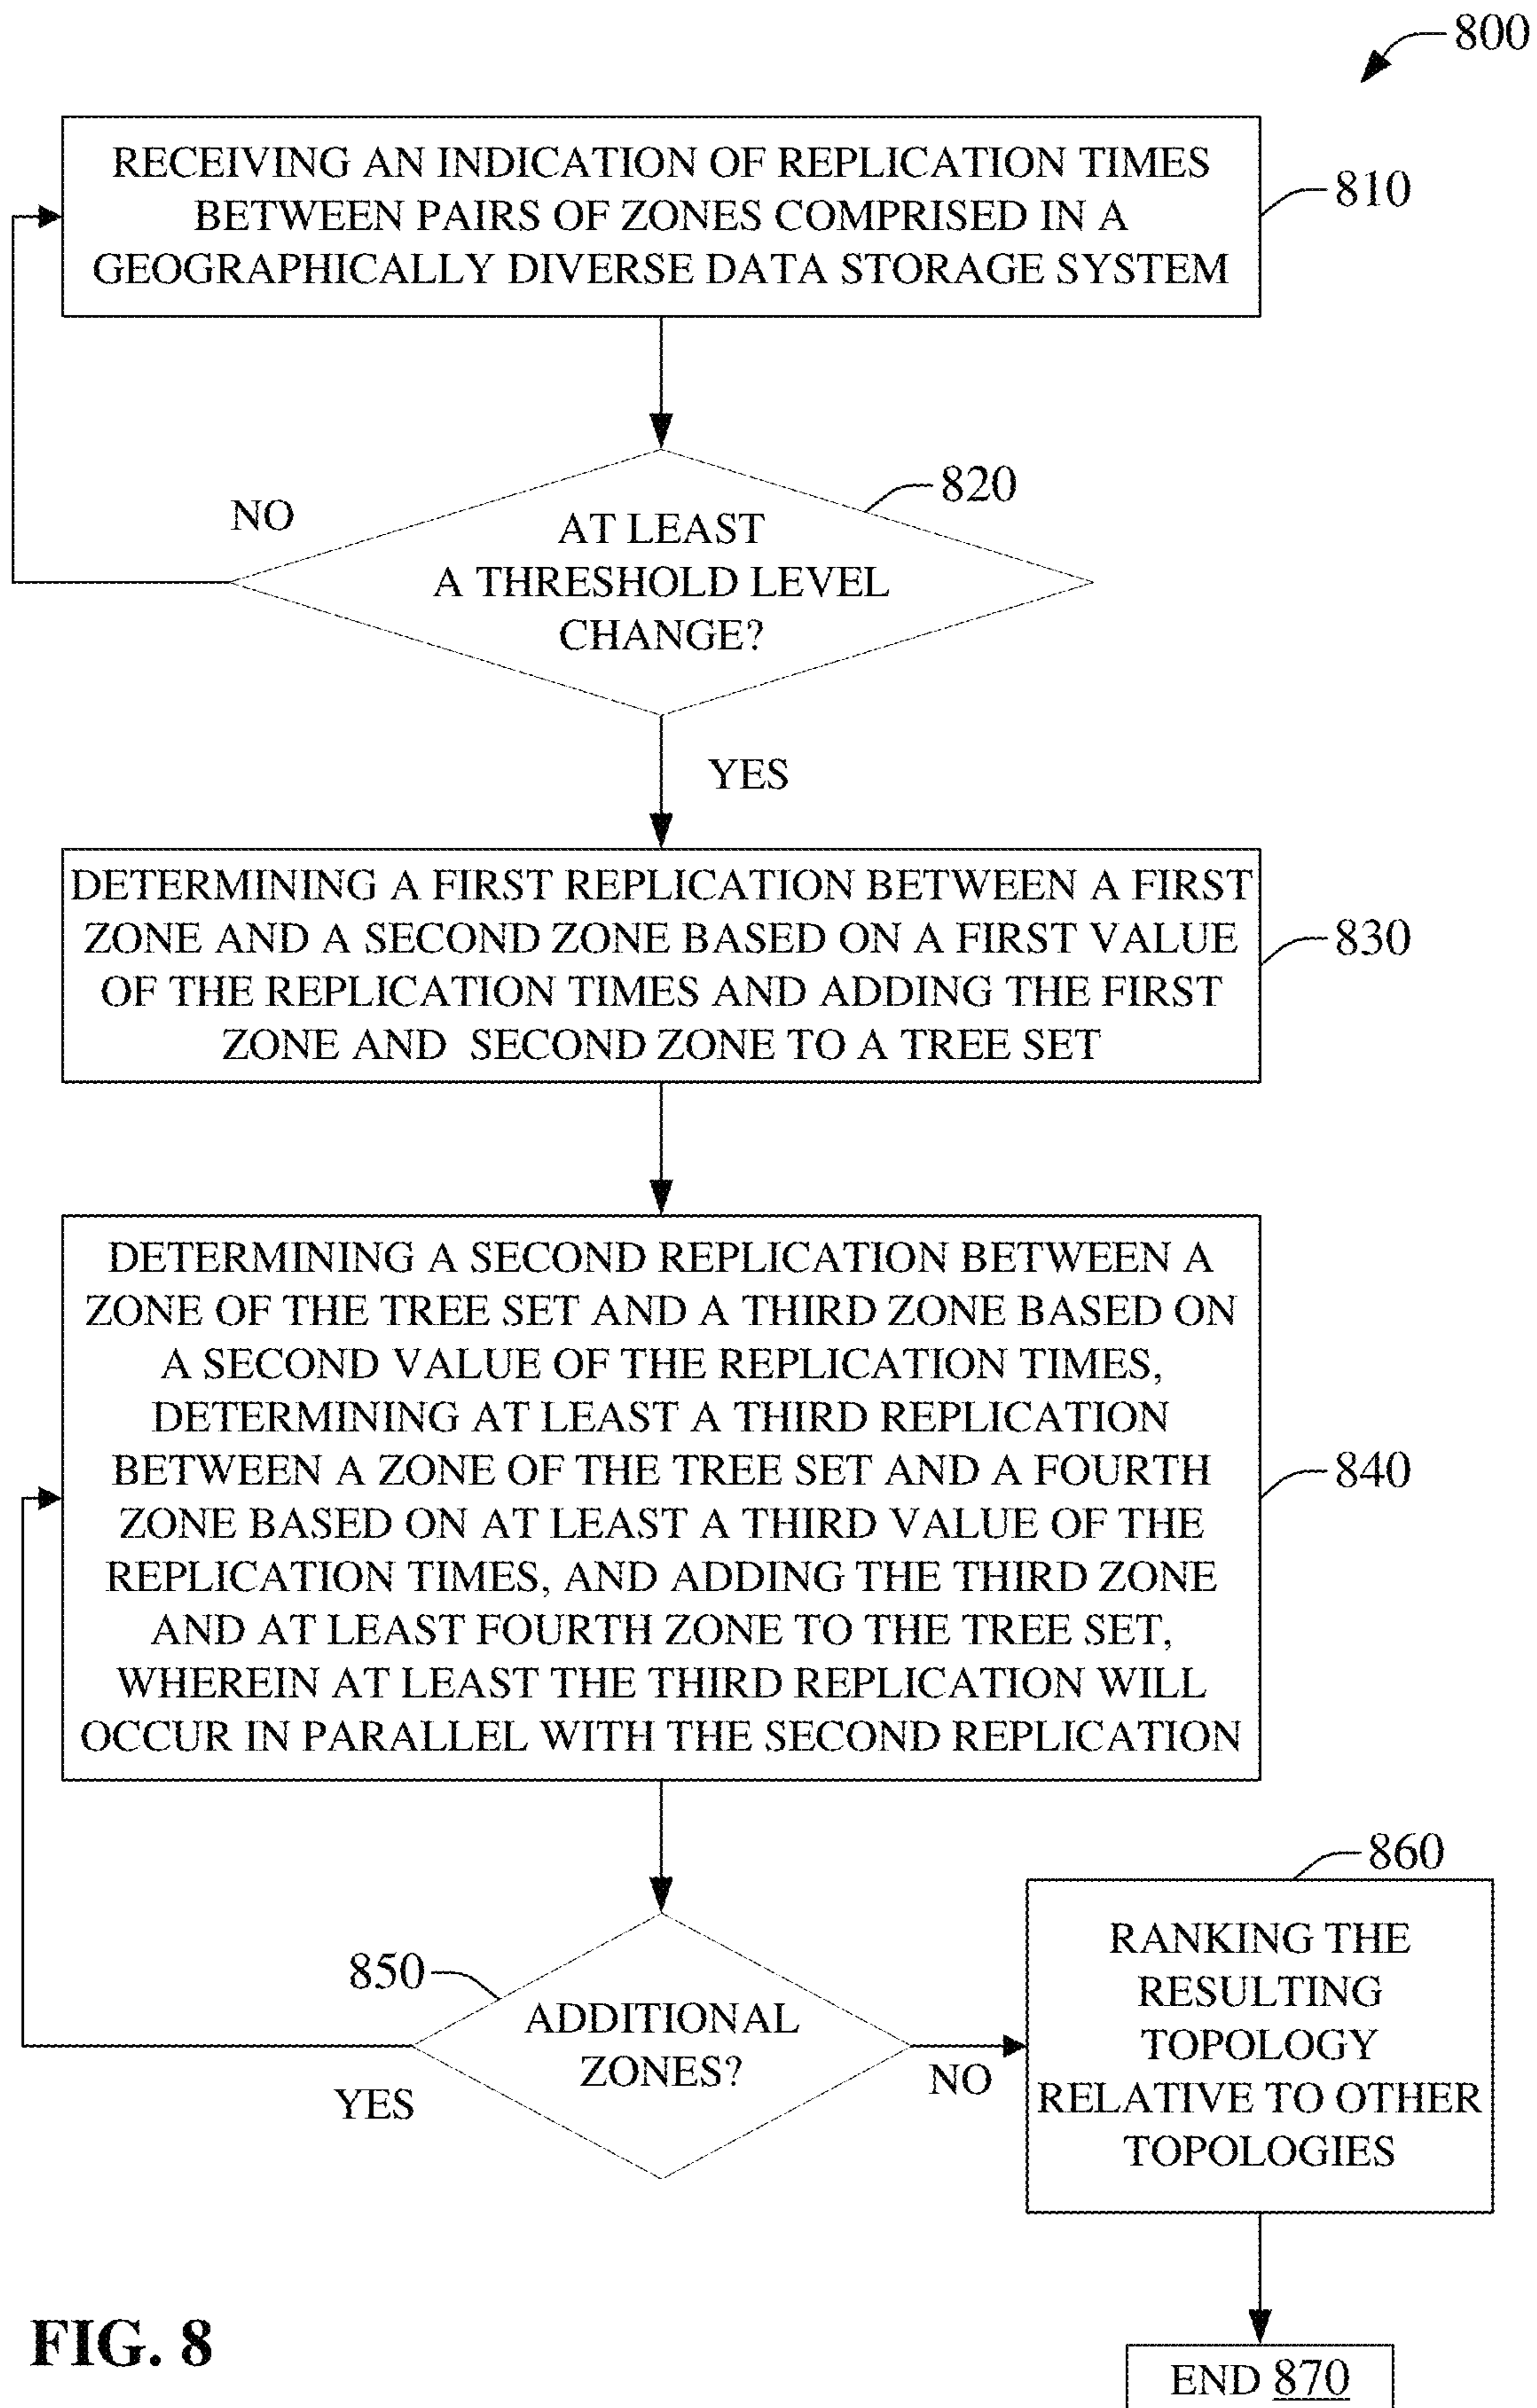 800
RECEIVING AN INDICATION OF REPLICATION TIMES
BETWEEN PAIRS OF ZONES COMPRISED IN A
GEOGRAPHICALLY DIVERSE DATA STORAGE SYSTEM
810
820
NO
AT LEAST
A THRESHOLD LEVEL
CHANGE?
YES
DETERMINING A FIRST REPLICATION BETWEEN A FIRST
ZONE AND A SECOND ZONE BASED ON A FIRST VALUE
OF THE REPLICATION TIMES AND ADDING THE FIRST
ZONE AND SECOND ZONE TO A TREE SET
830
DETERMINING A SECOND REPLICATION BETWEEN A
ZONE OF THE TREE SET AND A THIRD ZONE BASED ON
A SECOND VALUE OF THE REPLICATION TIMES,
DETERMINING AT LEAST A THIRD REPLICATION
BETWEEN A ZONE OF THE TREE SET AND A FOURTH
ZONE BASED ON AT LEAST A THIRD VALUE OF THE
REPLICATION TIMES, AND ADDING THE THIRD ZONE
AND AT LEAST FOURTH ZONE TO THE TREE SET,
WHEREIN AT LEAST THE THIRD REPLICATION WILL
OCCUR IN PARALLEL WITH THE SECOND REPLICATION
840
850
ADDITIONAL
ZONES?
YES
NO
860
RANKING THE
RESULTING
TOPOLOGY
RELATIVE TO OTHER
TOPOLOGIES
END 870
FIG. 8